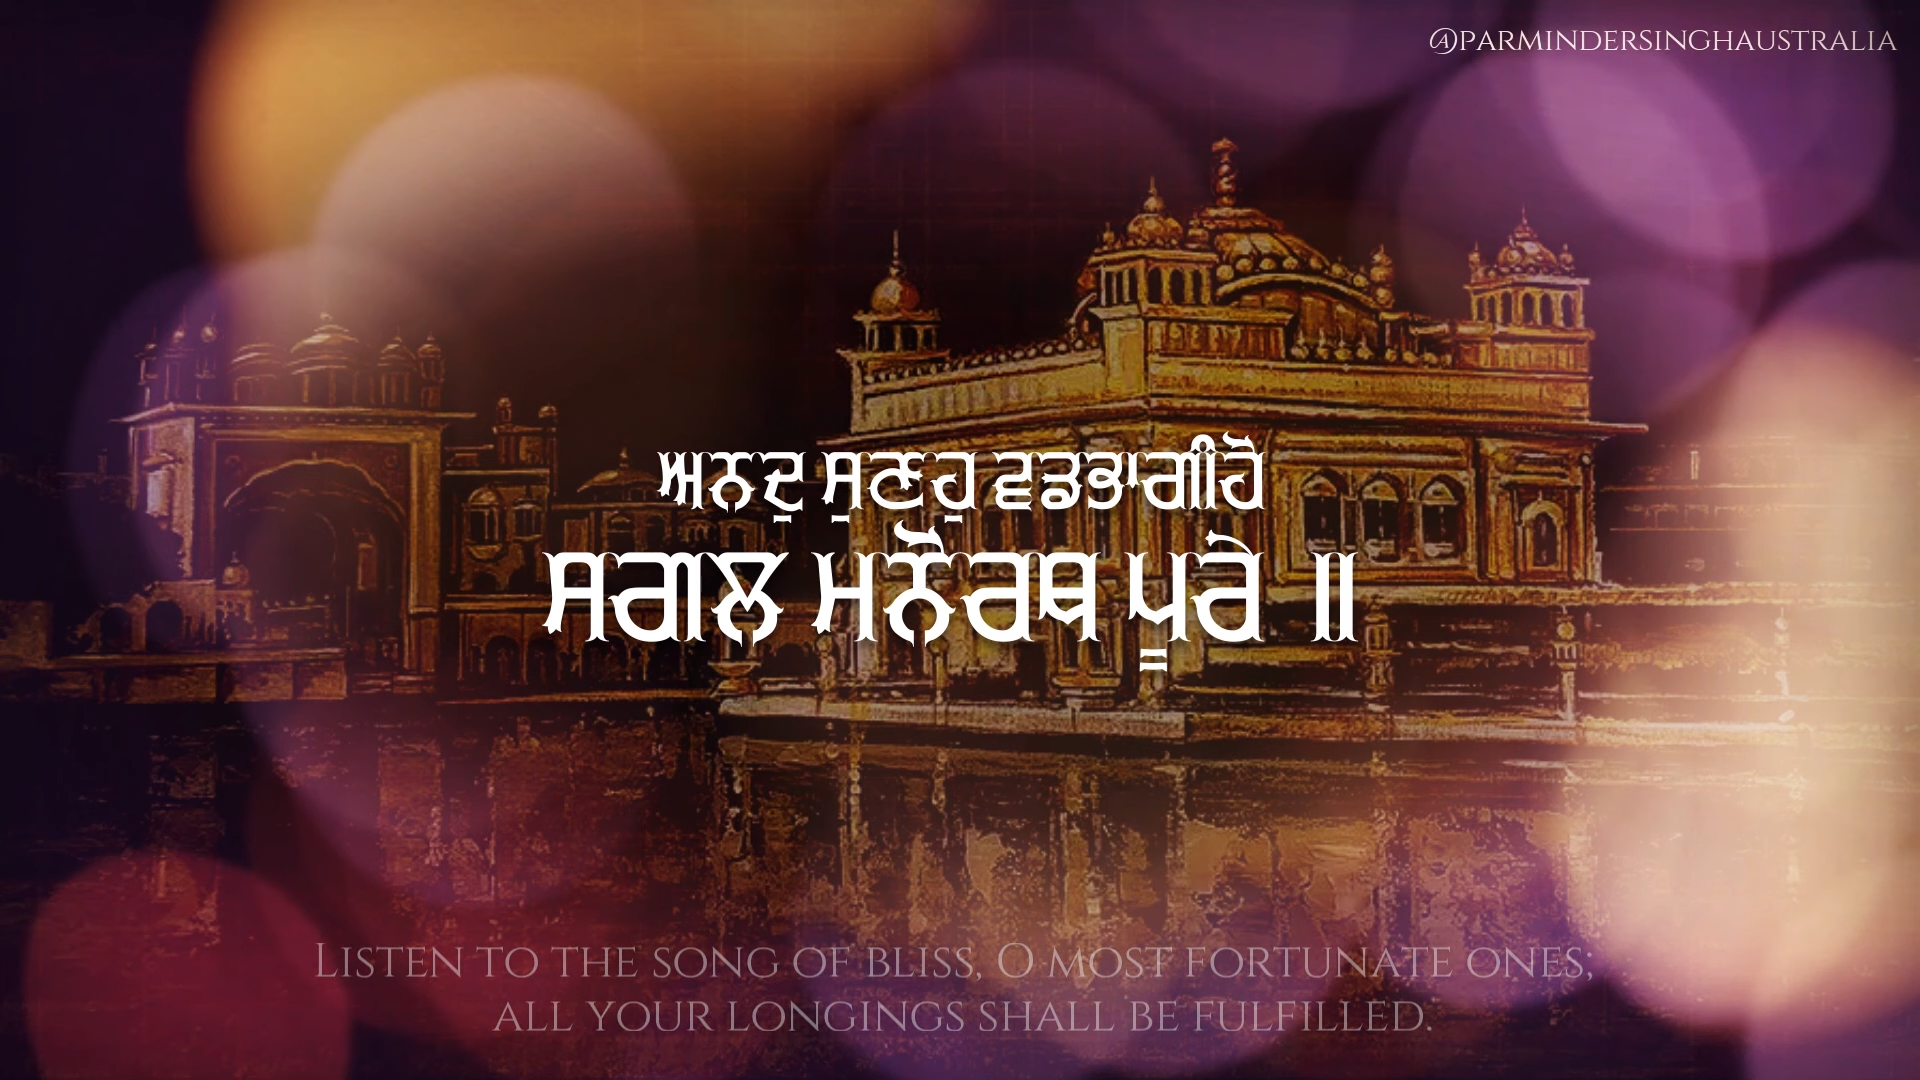 @PARMINDERSINGHAUSTRALIA
ਅਨਦੁ ਸੁਣਹੁ ਵਡਭਾਗੀਹੋ
ਸਗਲ ਮਨੋਰਥ ਪੂਰੇ ॥
LISTEN TO THE SONG OF BLISS, O MOST FORTUNATE ONES;
ALL YOUR LONGINGS SHALL BE FULFILLED.